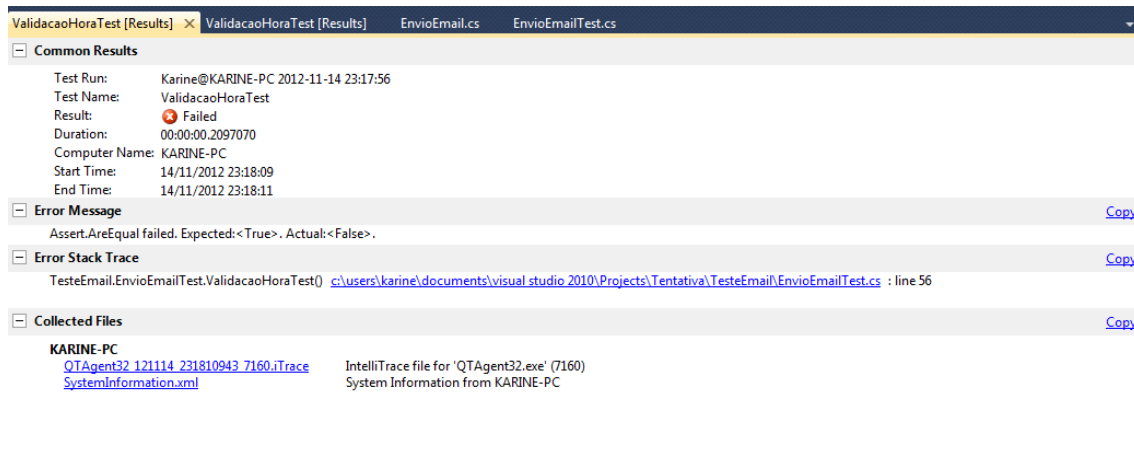 ValidacaoHoraTest [Results] ValidacaoHoraTest [Results] EnvioEmail.cs EnvioEmailTest.cs
Common Results
Test Run: Karine@KARINE-PC 2012-11-14 23:17:56
Test Name: ValidacaoHoraTest
Result: Failed
Duration: 00:00:00.2097070
Computer Name: KARINE-PC
Start Time: 14/11/2012 23:18:09
End Time: 14/11/2012 23:18:11
Error Message Copy
Assert.AreEqual failed. Expected:<True>. Actual:<False>.
Error Stack Trace Copy
TesteEmail.EnvioEmailTest.ValidacaoHoraTest() c:\users\karine\documents\visual studio 2010\Projects\Tentativa\TesteEmail\EnvioEmailTest.cs : line 56
Collected Files Copy
KARINE-PC
QTAgent32_121114_231810943_7160.iTrace IntelliTrace file for 'QTAgent32.exe' (7160)
SystemInformation.xml System Information from KARINE-PC